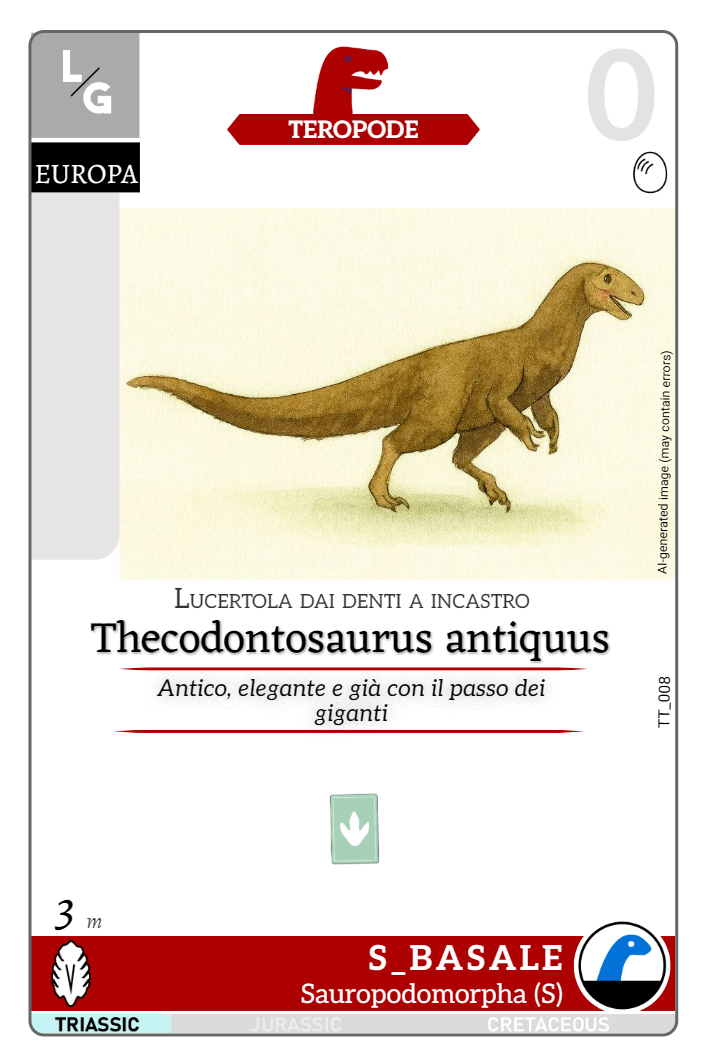 L/G
0
TEROPODE
EUROPA
AI-generated image (may contain errors)
Lucertola dai denti a incastro
Thecodontosaurus antiquus
Antico, elegante e già con il passo dei
giganti
TT_008
3 m
S_BASALE
Sauropodomorpha (S)
V
TRIASSIC JURASSIC CRETACEOUS